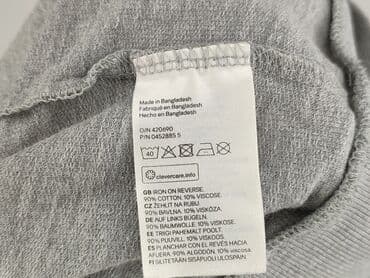 Made in Bangladesh
Fabriqué en Bangladesh
Hecho en Bangladesh
O/N 420690
P/N 0452885 5
40
clevercare.info
GB IRON ON REVERSE.
90% COTTON, 10% VISCOSE.
CZ ŽEHLIT NA RUBU.
90% BAVLNA, 10% VISKÓZA.
DE AUF LINKS BÜGELN.
90% BAUMWOLLE, 10% VISKOSE.
EE TRIGI PAHEMALT POOLT.
90% PUUVILL, 10% VISKOOS.
ES PLANCHAR CON EL REVÉS HACIA
AFUERA. 90% ALGODÓN, 10% VISCOSA.
FI SILITETÄÄN SISÄPUOLI ULOSPÄIN.